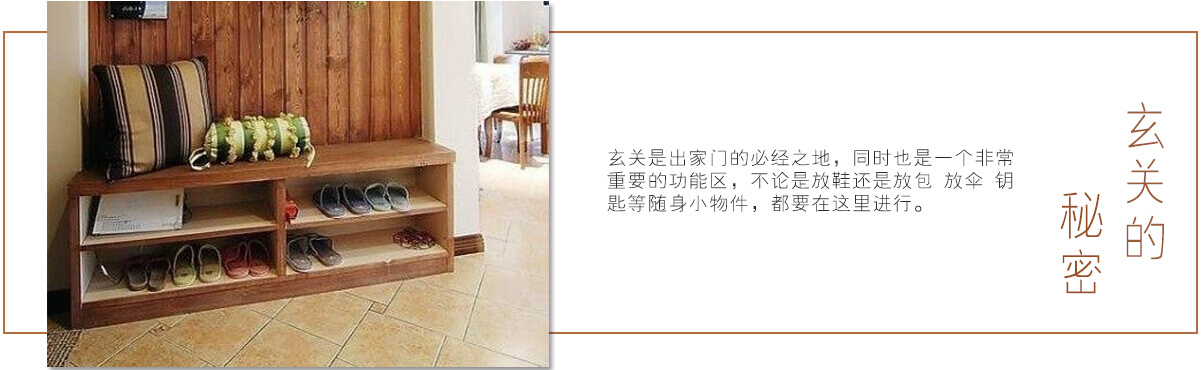 玄关的
秘密
玄关是出家门的必经之地，同时也是一个非常
重要的功能区，不论是放鞋还是放包 放伞 钥
匙等随身小物件，都要在这里进行。